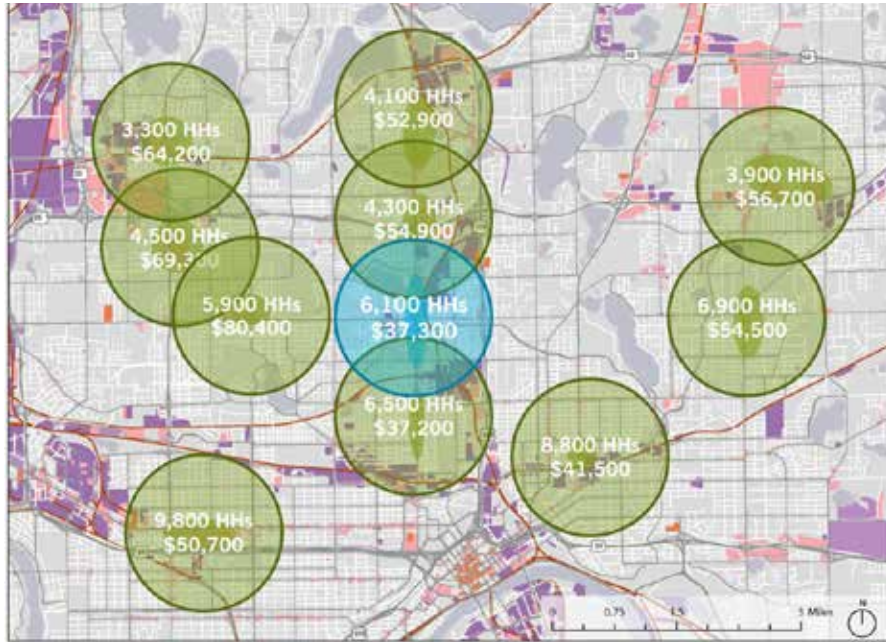 4,100 HHs
$52,900
3,300 HHs
$64,200
3,900 HHs
$56,700
4,300 HHs
$54,900
4,500 HHs
$69,300
5,900 HHs
$80,400
6,100 HHs
$37,300
6,900 HHs
$54,500
6,500 HHs
$37,200
8,800 HHs
$41,500
9,800 HHs
$50,700
N
0 0.75 1.5 3 Miles